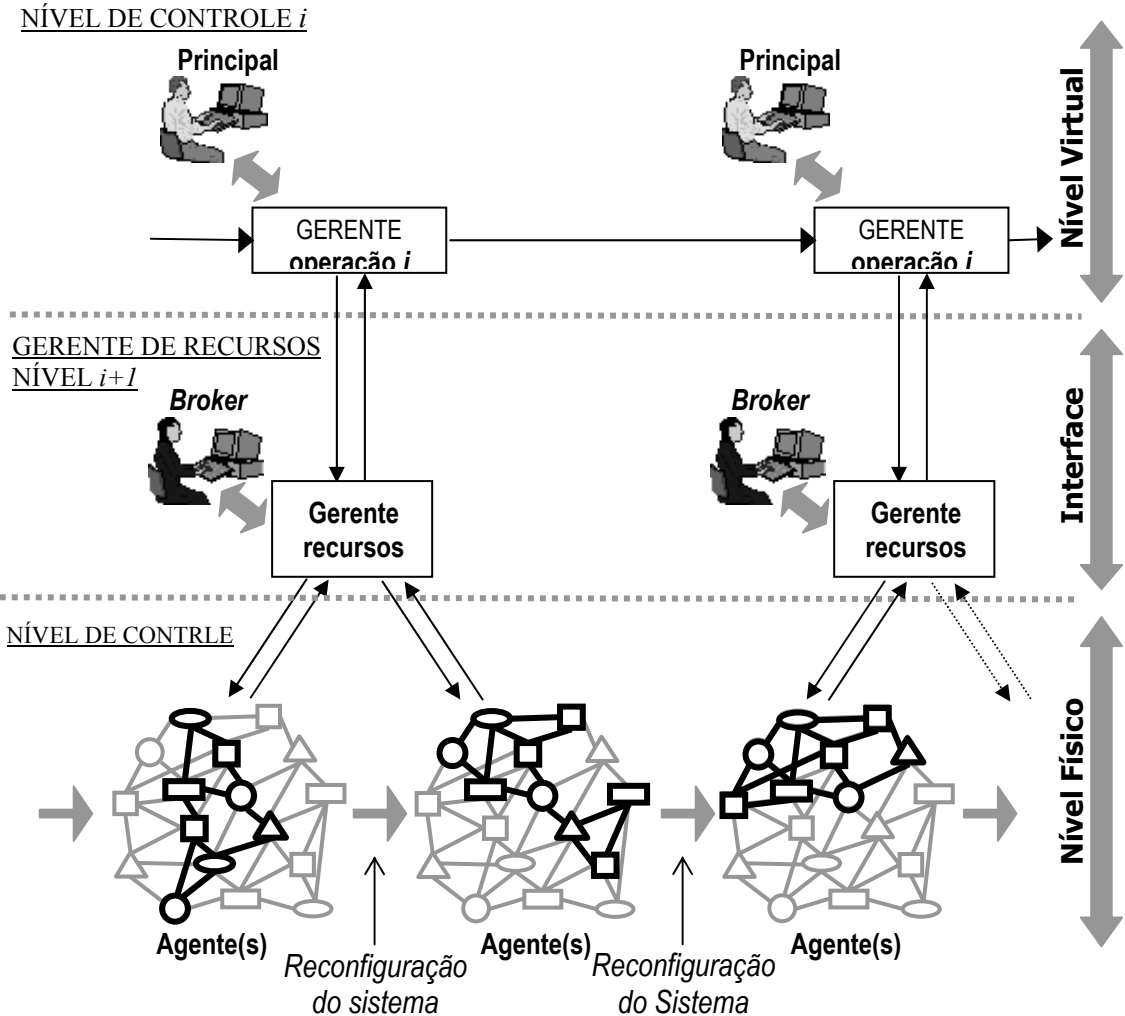 NÍVEL DE CONTROLE i
Principal
Principal
GERENTE
operação i
GERENTE
operação i
Nível Virtual
GERENTE DE RECURSOS
NÍVEL i+1
Broker
Broker
Gerente
recursos
Gerente
recursos
Interface
NÍVEL DE CONTRLE
Nível Físico
Agente(s)
Agente(s)
Agente(s)
Reconfiguração
do sistema
Reconfiguração
do Sistema